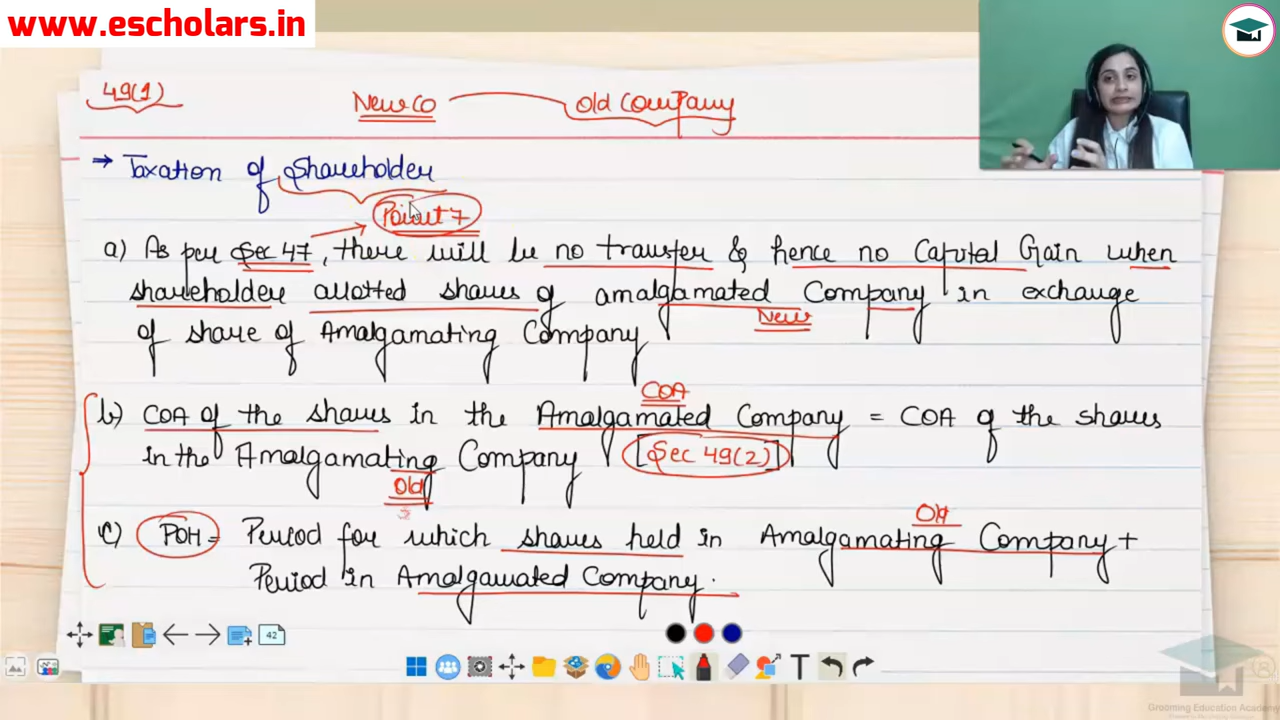 www.escholars.in
49(1)
New co Old Company
→ Taxation of Shareholder
Point 7
a) As per Sec 47, there will be no transfer & hence no Capital Gain when
shareholder allotted shares of amalgamated Company in exchange
New
of share of Amalgamating Company
COA
b) COA of the shares in the Amalgamated Company = COA of the shares
in the Amalgamating Company [Sec 49(2)]
Old
Old
c) POH = Period for which shares held in Amalgamating Company +
Period in Amalgamated Company.
42
T
Grooming Education Academy